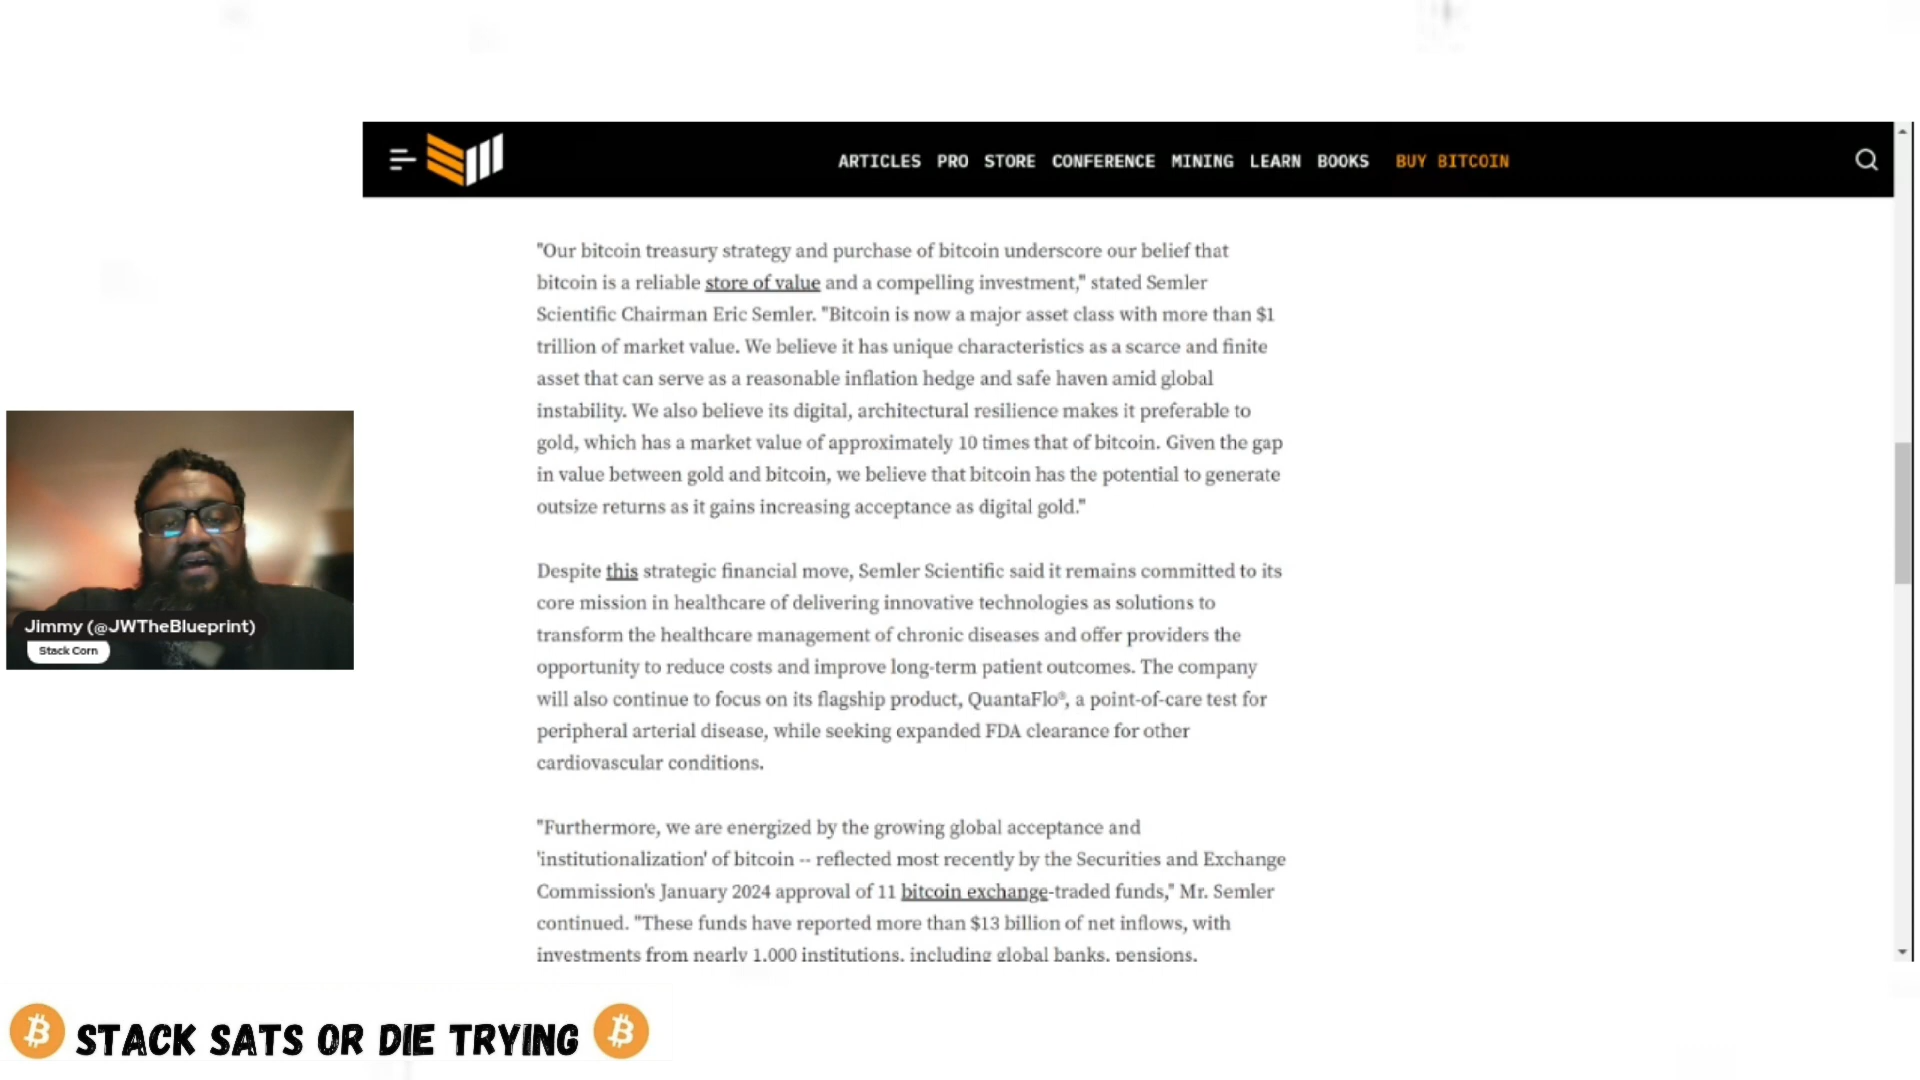 ARTICLES PRO STORE CONFERENCE MINING LEARN BOOKS BUY BITCOIN
"Our bitcoin treasury strategy and purchase of bitcoin underscore our belief that
bitcoin is a reliable store of value and a compelling investment," stated Semler
Scientific Chairman Eric Semler. "Bitcoin is now a major asset class with more than $1
trillion of market value. We believe it has unique characteristics as a scarce and finite
asset that can serve as a reasonable inflation hedge and safe haven amid global
instability. We also believe its digital, architectural resilience makes it preferable to
gold, which has a market value of approximately 10 times that of bitcoin. Given the gap
in value between gold and bitcoin, we believe that bitcoin has the potential to generate
outsize returns as it gains increasing acceptance as digital gold."
Despite this strategic financial move, Semler Scientific said it remains committed to its
core mission in healthcare of delivering innovative technologies as solutions to
transform the healthcare management of chronic diseases and offer providers the
opportunity to reduce costs and improve long-term patient outcomes. The company
will also continue to focus on its flagship product, QuantaFlo®, a point-of-care test for
peripheral arterial disease, while seeking expanded FDA clearance for other
cardiovascular conditions.
"Furthermore, we are energized by the growing global acceptance and
'institutionalization' of bitcoin -- reflected most recently by the Securities and Exchange
Commission's January 2024 approval of 11 bitcoin exchange-traded funds," Mr. Semler
continued. "These funds have reported more than $13 billion of net inflows, with
investments from nearly 1,000 institutions, including global banks, pensions,
Jimmy (@JWTheBlueprint)
Stack Corn
STACK SATS OR DIE TRYING